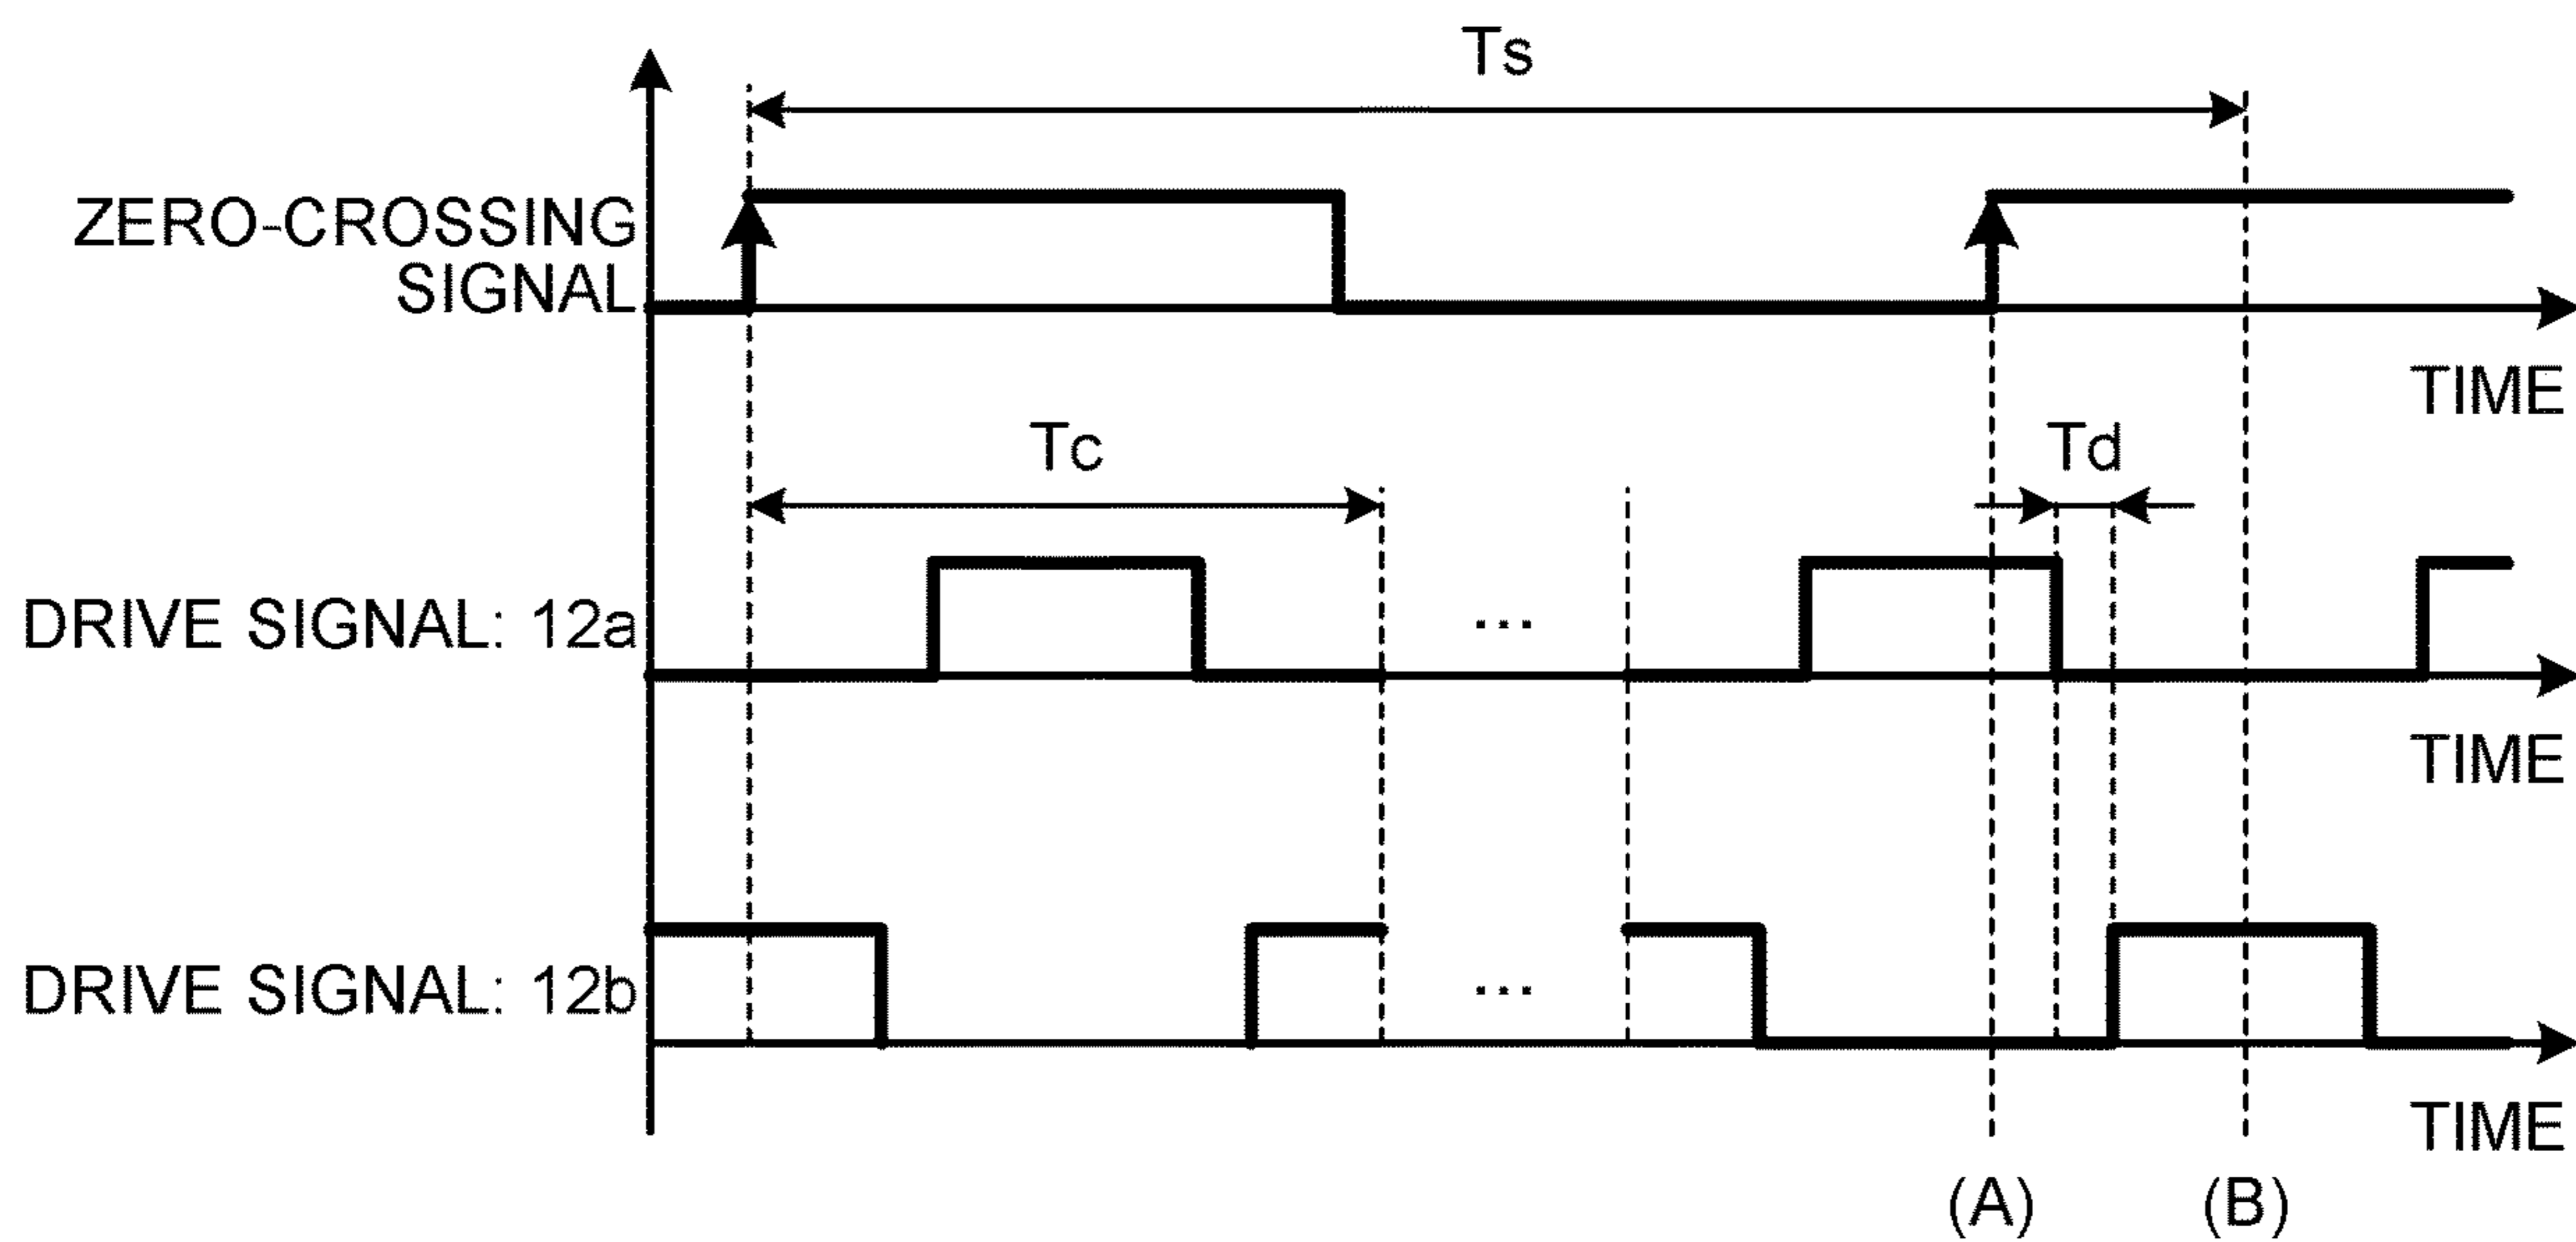 Ts
ZERO-CROSSING
SIGNAL
TIME
Tc
Td
DRIVE SIGNAL: 12a
...
TIME
DRIVE SIGNAL: 12b
...
TIME
(A)
(B)